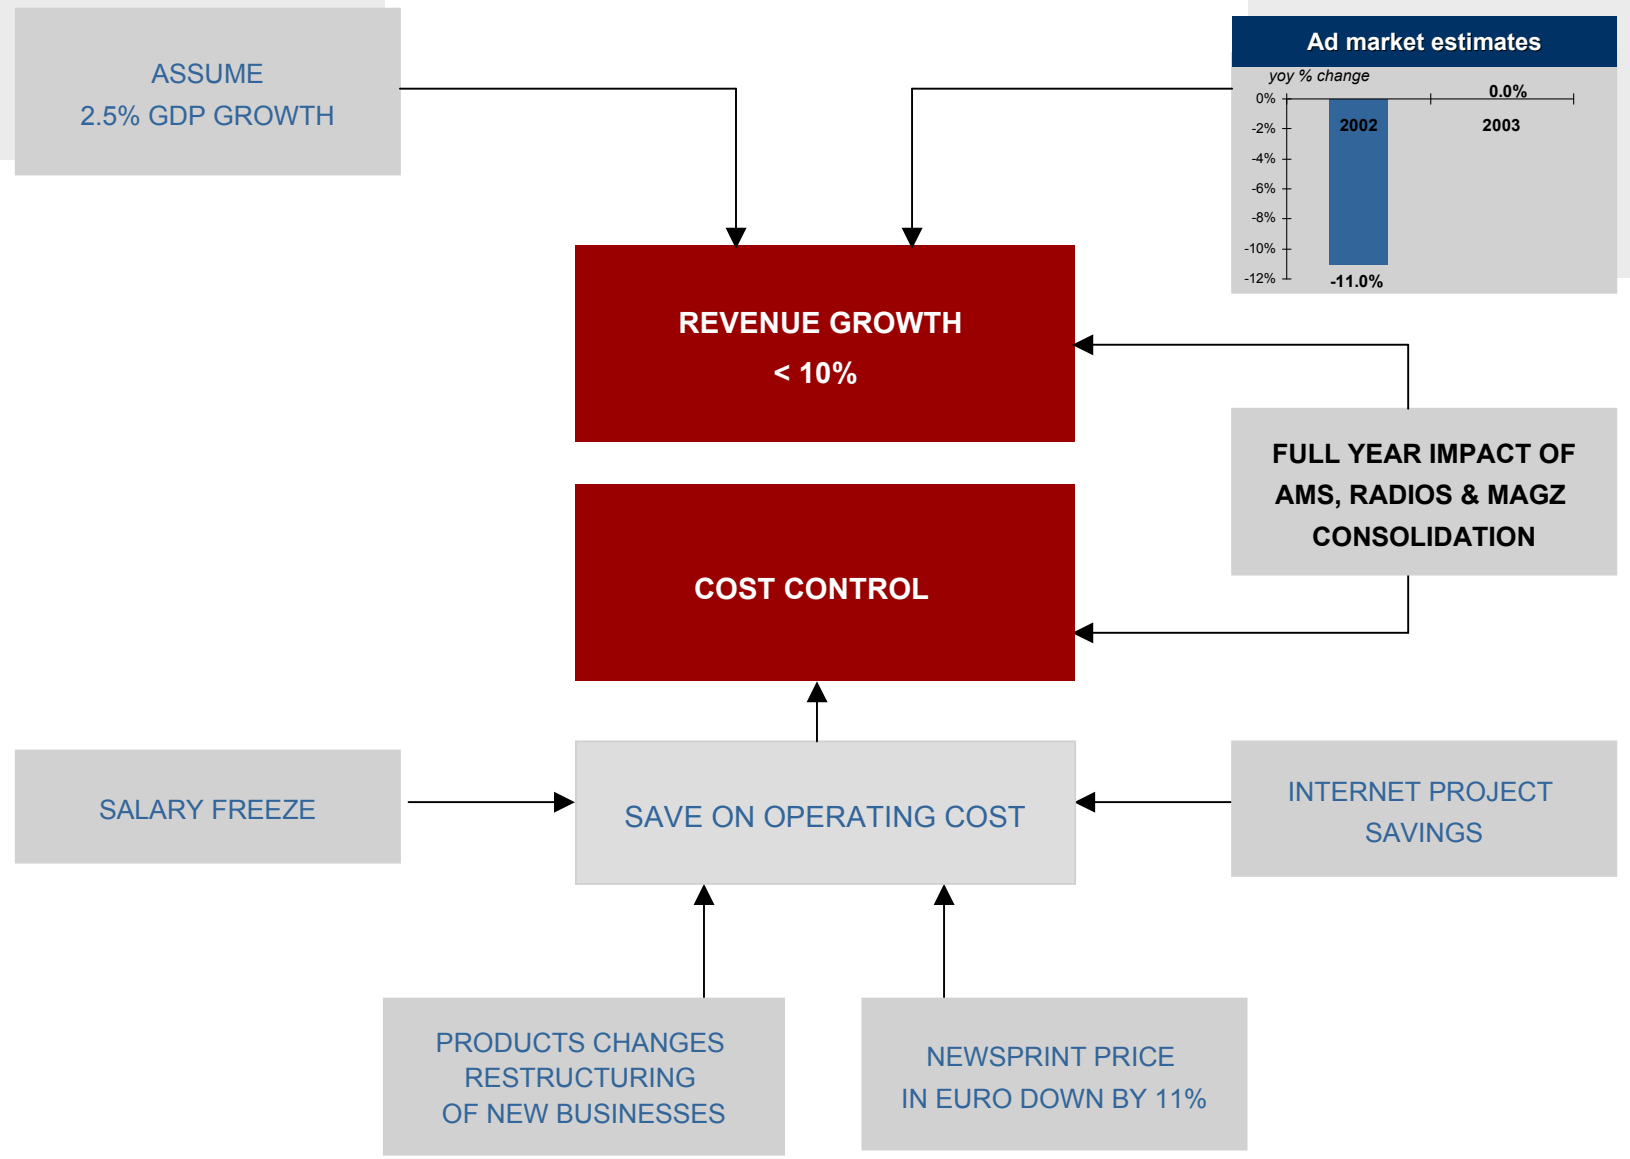 ASSUME
2.5% GDP GROWTH
Ad market estimates
yoy % change
0%
-2%
-4%
-6%
-8%
-10%
-12%
0.0%
2002
2003
-11.0%
REVENUE GROWTH
< 10%
FULL YEAR IMPACT OF
AMS, RADIOS & MAGZ
CONSOLIDATION
COST CONTROL
SALARY FREEZE
SAVE ON OPERATING COST
INTERNET PROJECT
SAVINGS
PRODUCTS CHANGES
RESTRUCTURING
OF NEW BUSINESSES
NEWSPRINT PRICE
IN EURO DOWN BY 11%